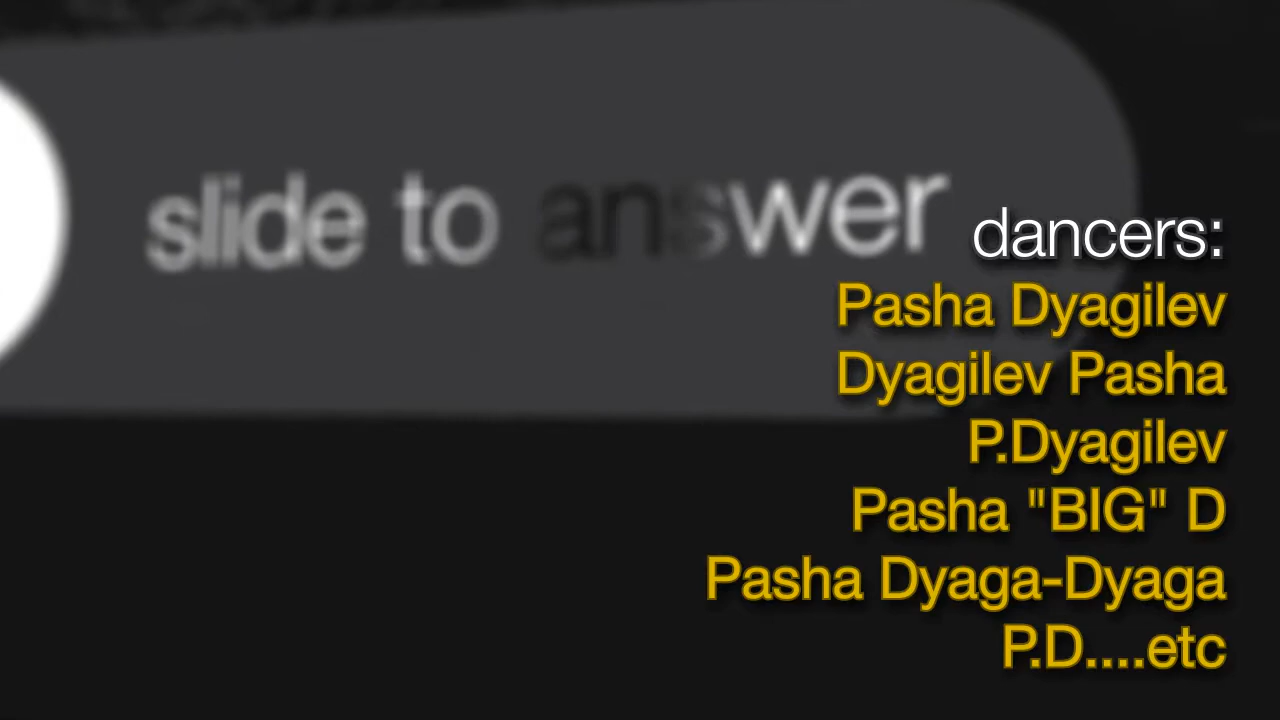 slide to answer
dancers:
Pasha Dyagilev
Dyagilev Pasha
P.Dyagilev
Pasha "BIG" D
Pasha Dyaga-Dyaga
P.D....etc